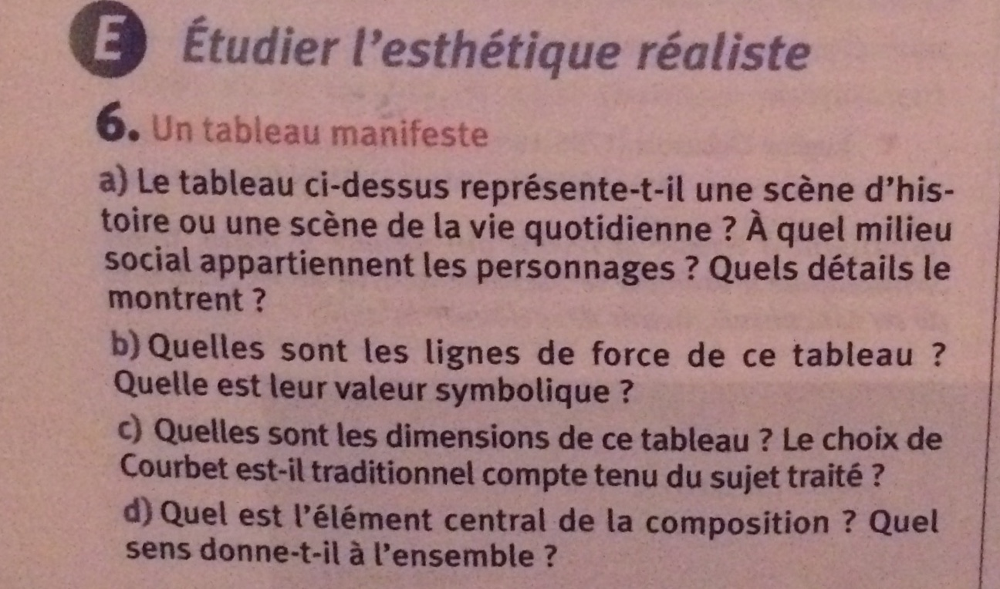 E Étudier l'esthétique réaliste
6. Un tableau manifeste
a) Le tableau ci-dessus représente-t-il une scène d'his-
toire ou une scène de la vie quotidienne ? À quel milieu
social appartiennent les personnages ? Quels détails le
montrent ?
b) Quelles sont les lignes de force de ce tableau ?
Quelle est leur valeur symbolique ?
c) Quelles sont les dimensions de ce tableau ? Le choix de
Courbet est-il traditionnel compte tenu du sujet traité ?
d) Quel est l'élément central de la composition ? Quel
sens donne-t-il à l'ensemble ?